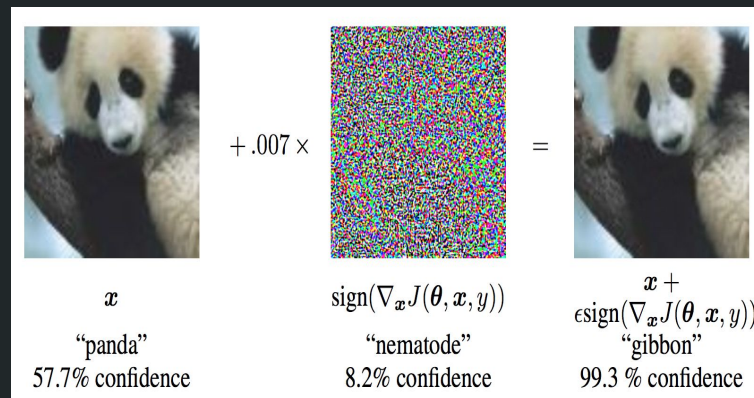 + .007 ×
=
x
sign(∇ₓJ(θ, x, y))
x +
ϵsign(∇ₓJ(θ, x, y))
“panda”
“nematode”
“gibbon”
57.7% confidence
8.2% confidence
99.3 % confidence